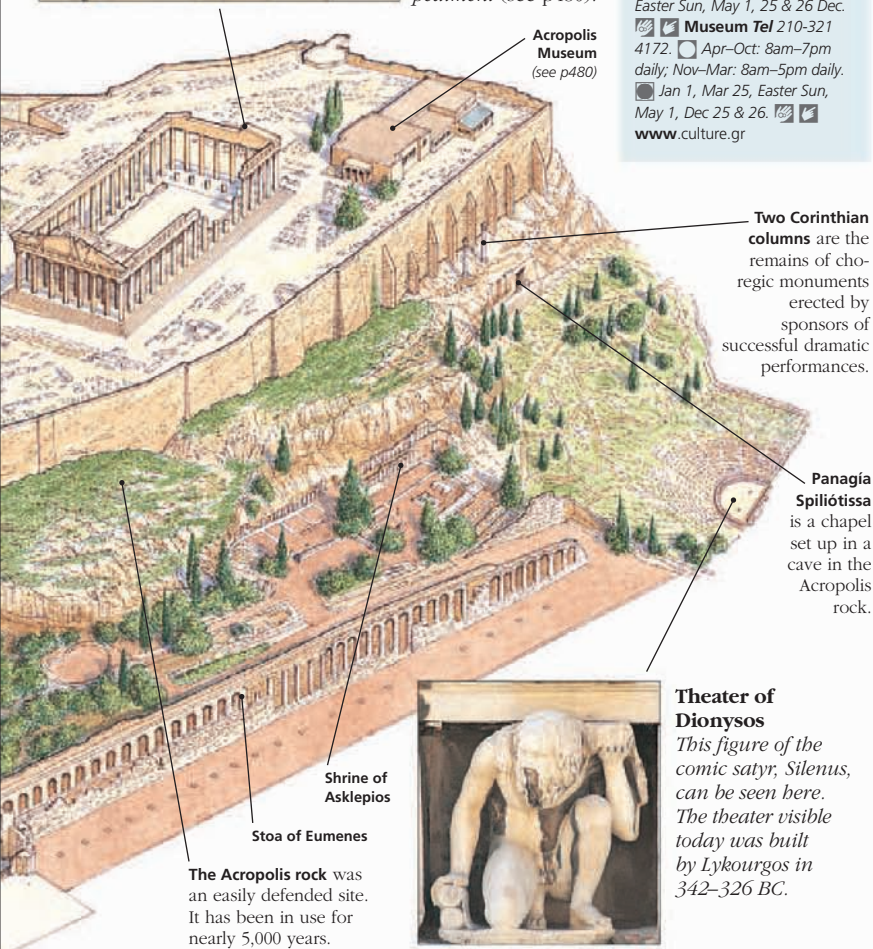 pediment (see p480).
Easter Sun, May 1, 25 & 26 Dec.
Museum Tel 210-321
4172. Apr–Oct: 8am–7pm
daily; Nov–Mar: 8am–5pm daily.
Jan 1, Mar 25, Easter Sun,
May 1, Dec 25 & 26.
www.culture.gr
Acropolis
Museum
(see p480)
Two Corinthian
columns are the
remains of cho-
regic monuments
erected by
sponsors of
successful dramatic
performances.
Panagía
Spiliótissa
is a chapel
set up in a
cave in the
Acropolis
rock.
Theater of
Dionysos
This figure of the
comic satyr, Silenus,
can be seen here.
The theater visible
today was built
by Lykourgos in
342–326 BC.
Shrine of
Asklepios
Stoa of Eumenes
The Acropolis rock was
an easily defended site.
It has been in use for
nearly 5,000 years.